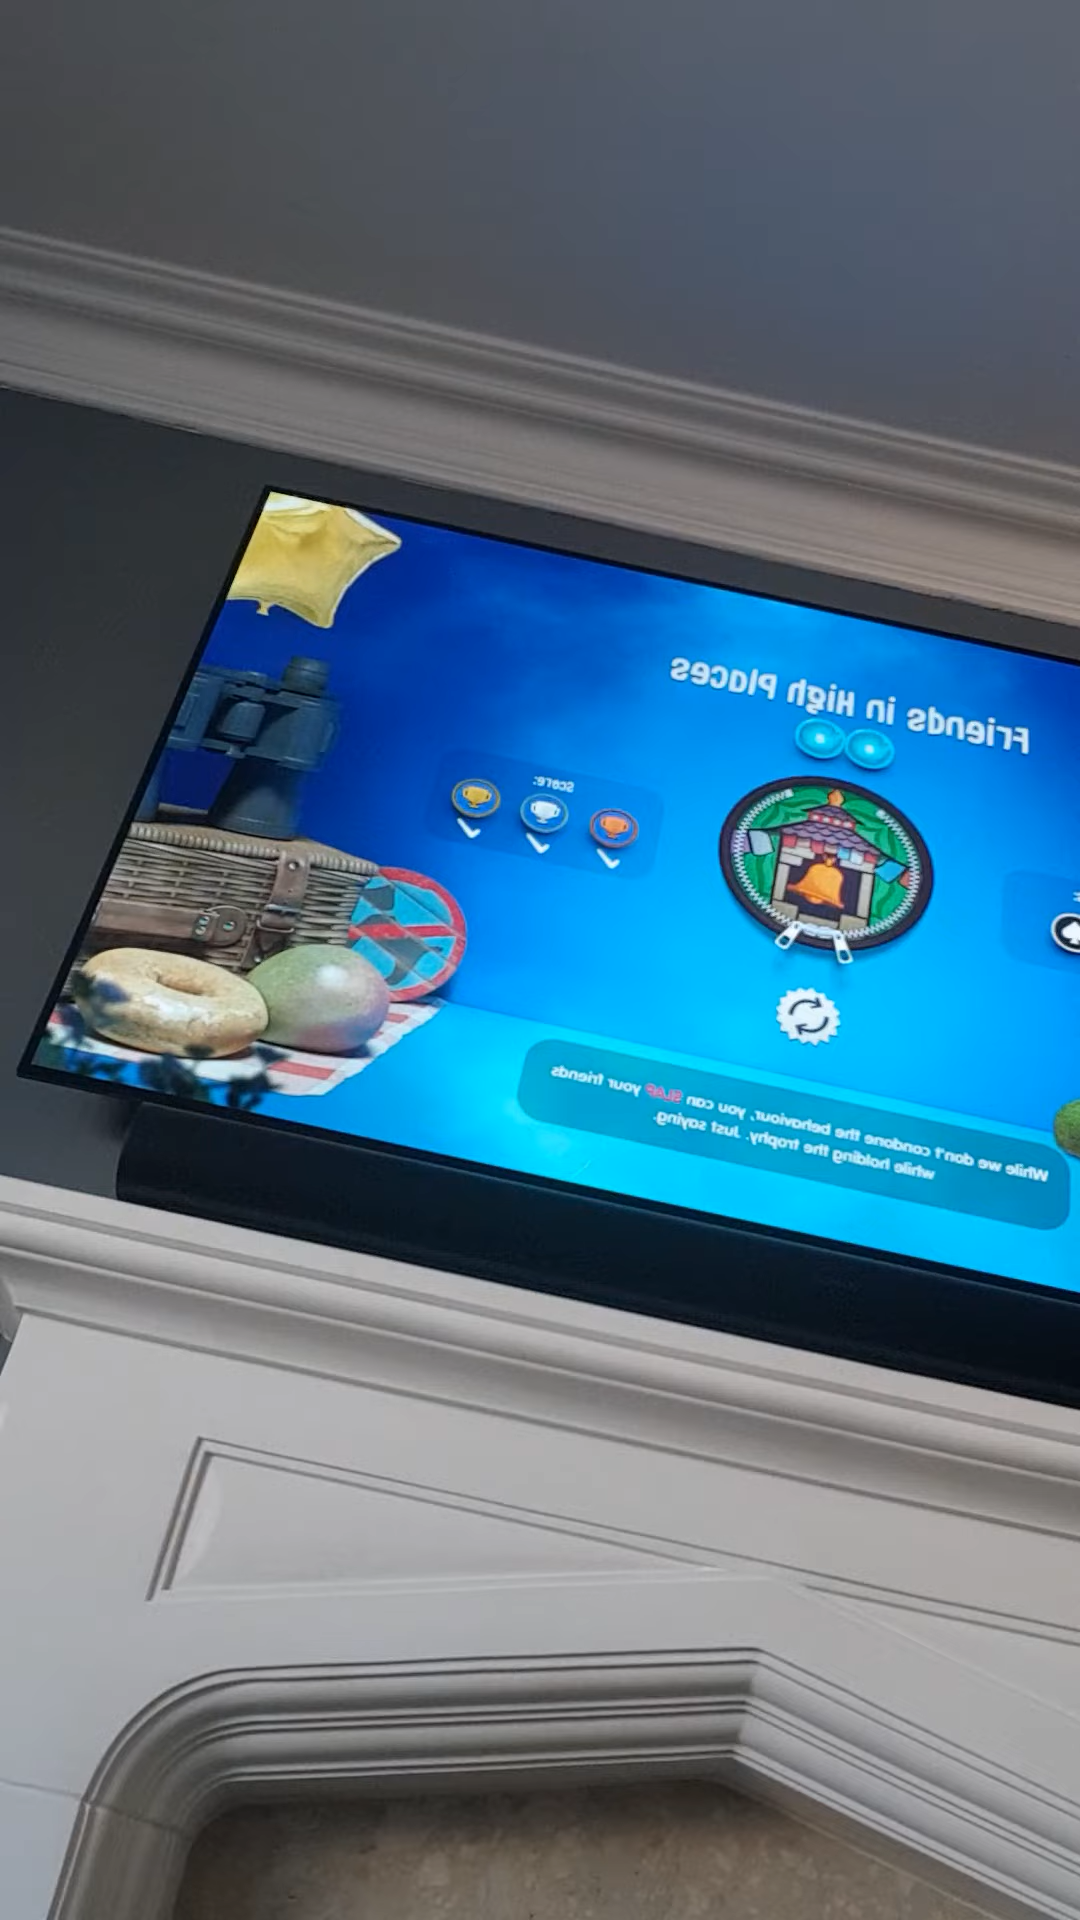 Friends in High Places
Score:
While we don't condone the behaviour, you can SLAP your friends
while holding the trophy. Just saying.